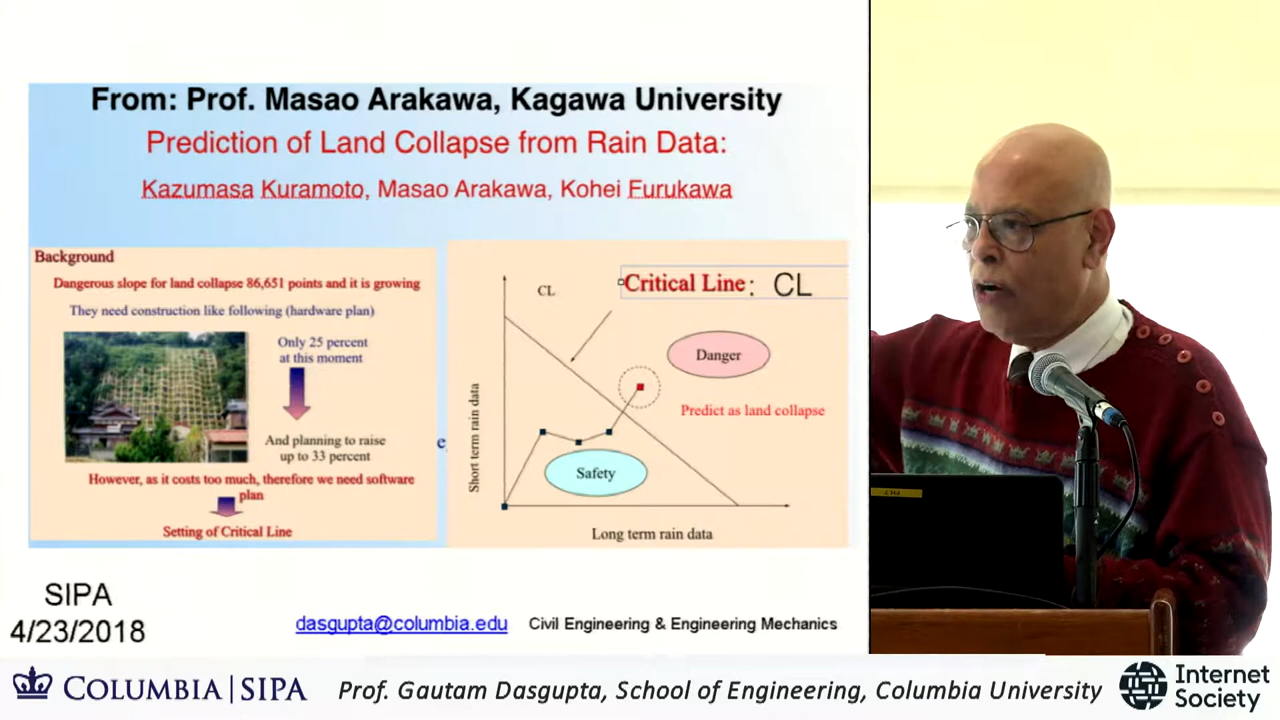 From: Prof. Masao Arakawa, Kagawa University
Prediction of Land Collapse from Rain Data:
Kazumasa Kuramoto, Masao Arakawa, Kohei Furukawa
Background
Dangerous slope for land collapse 86,651 points and it is growing
They need construction like following (hardware plan)
Only 25 percent
at this moment
And planning to raise
up to 33 percent
However, as it costs too much, therefore we need software
plan
Setting of Critical Line
e
CL
Critical Line: CL
Danger
Predict as land collapse
Safety
Short term rain data
Long term rain data
SIPA
4/23/2018
dasgupta@columbia.edu
Civil Engineering & Engineering Mechanics
COLUMBIA | SIPA
Prof. Gautam Dasgupta, School of Engineering, Columbia University
Internet
Society